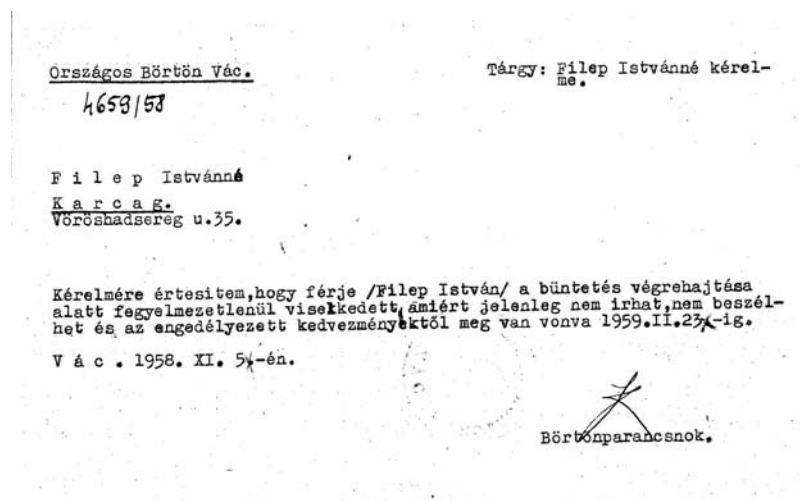 Országos Börtön Vác.
Tárgy: Filep Istvánné kérel-
me.
4659/58
F i l e p Istvánné
K a r c a g.
Vöröshadsereg u.35.
Kérelmére értesitem,hogy férje /Filep István/ a büntetés végrehajtása
alatt fegyelmezetlenül viselkedett,amiért jelenleg nem irhat,nem beszél-
het és az engedélyezett kedvezményektől meg van vonva 1959.II.23-ig.
V á c . 1958. XI. 5-én.
Börtönparancsnok.